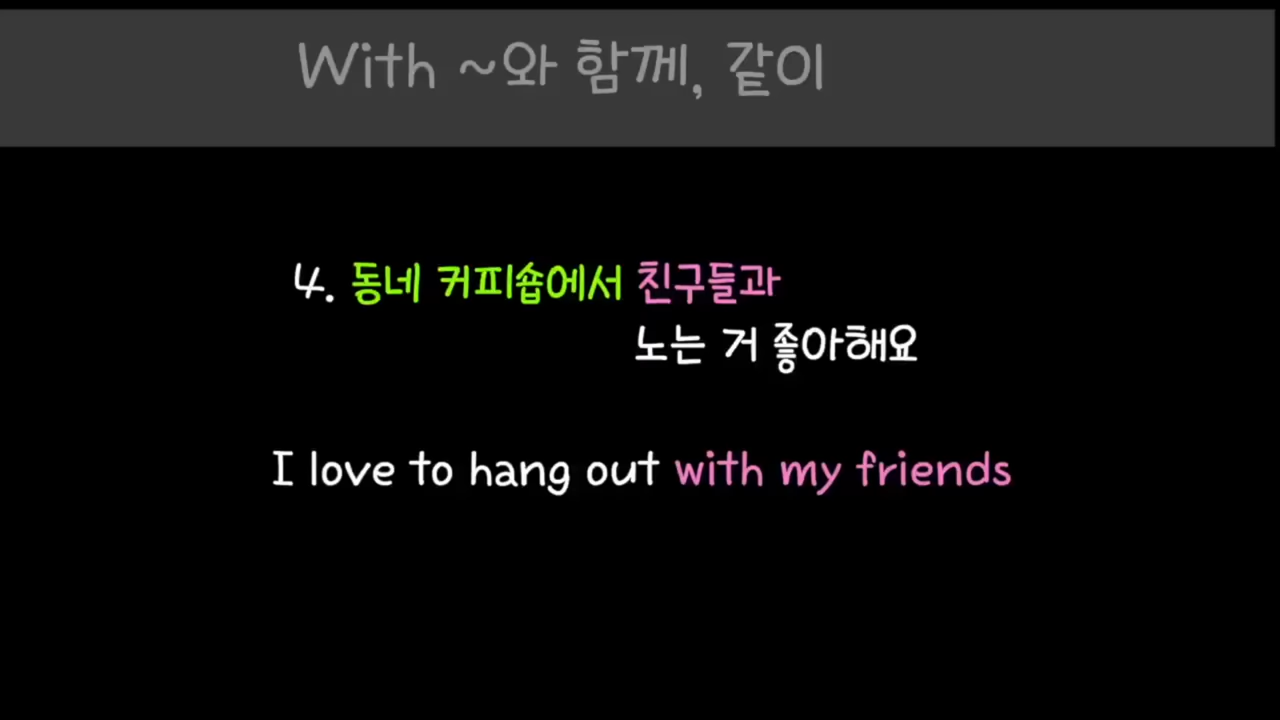 With ~와 함께, 같이
4. 동네 커피숍에서 친구들과
노는 거 좋아해요
I love to hang out with my friends